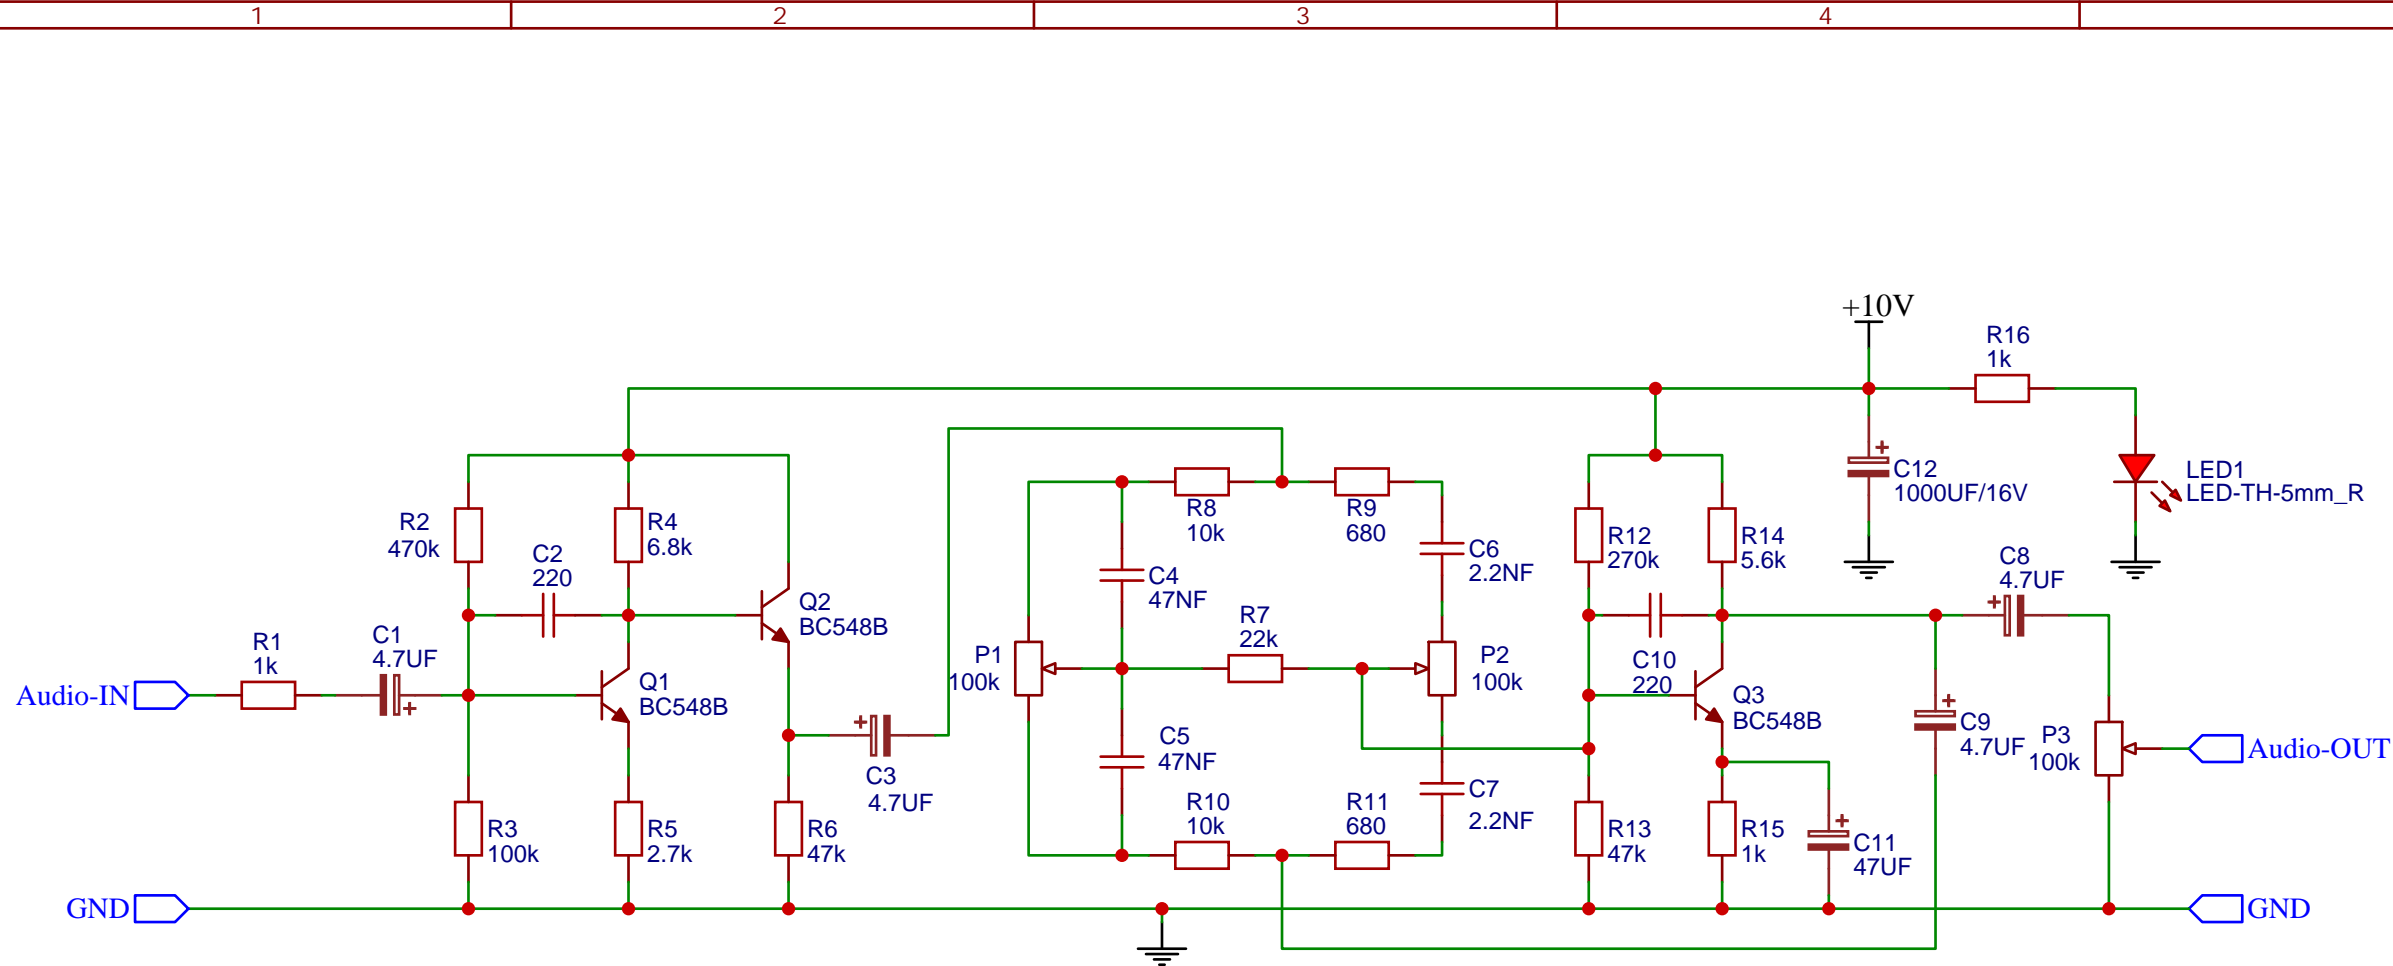 1
2
3
4
+10V
R16
1k
LED1
LED-TH-5mm_R
C12
1000UF/16V
R2
470k
R4
6.8k
C2
220
R8
10k
R9
680
R12
270k
R14
5.6k
C6
2.2NF
C8
4.7UF
C4
47NF
Q2
BC548B
R7
22k
R1
1k
C1
4.7UF
P1
100k
P2
100k
C10
220
Audio-IN
Q1
BC548B
Q3
BC548B
C9
4.7UF
P3
100k
Audio-OUT
C5
47NF
C3
4.7UF
C7
2.2NF
R10
10k
R11
680
R3
100k
R5
2.7k
R6
47k
R13
47k
R15
1k
C11
47UF
GND
GND